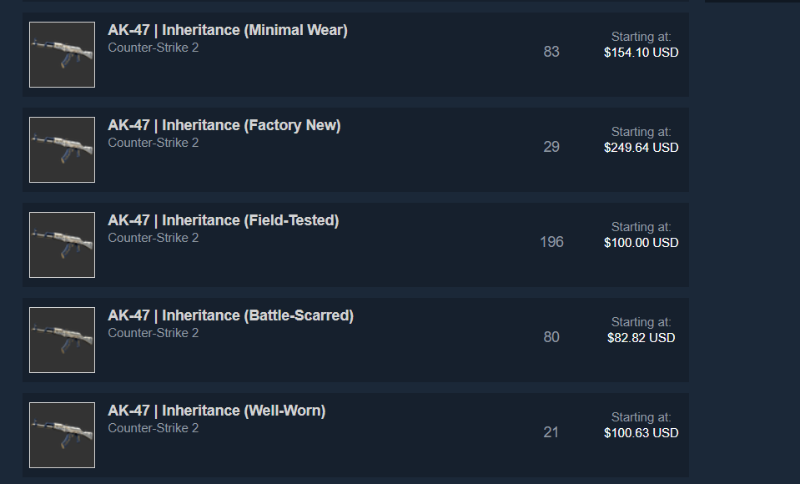 AK-47 | Inheritance (Minimal Wear)
Counter-Strike 2
83
Starting at:
$154.10 USD
AK-47 | Inheritance (Factory New)
Counter-Strike 2
29
Starting at:
$249.64 USD
AK-47 | Inheritance (Field-Tested)
Counter-Strike 2
196
Starting at:
$100.00 USD
AK-47 | Inheritance (Battle-Scarred)
Counter-Strike 2
80
Starting at:
$82.82 USD
AK-47 | Inheritance (Well-Worn)
Counter-Strike 2
21
Starting at:
$100.63 USD